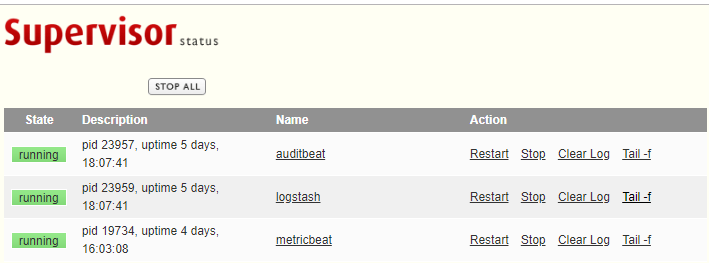 Supervisor status
STOP ALL
State Description Name Action
running pid 23957, uptime 5 days, 18:07:41 auditbeat Restart Stop Clear Log Tail -f
running pid 23959, uptime 5 days, 18:07:41 logstash Restart Stop Clear Log Tail -f
running pid 19734, uptime 4 days, 16:03:08 metricbeat Restart Stop Clear Log Tail -f